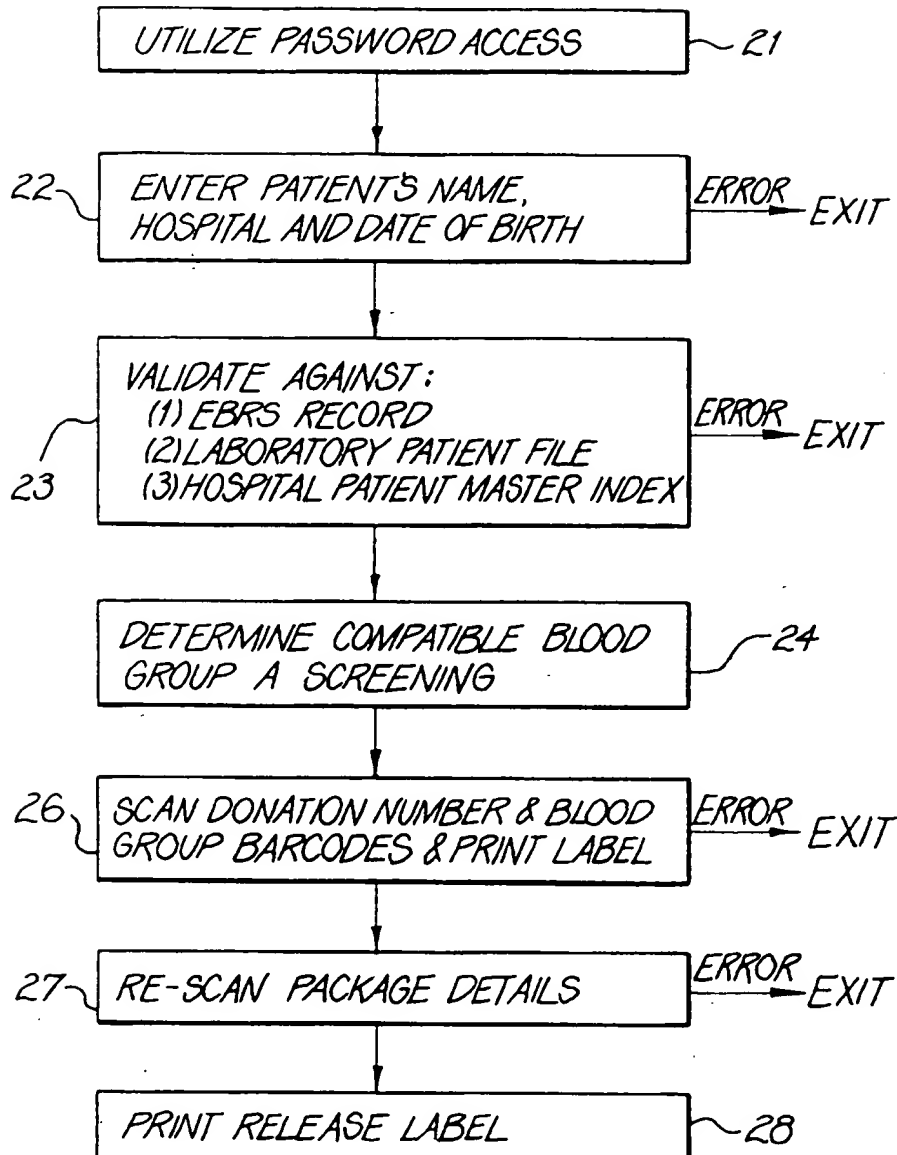 UTILIZE PASSWORD ACCESS
21
22
ENTER PATIENT'S NAME,
HOSPITAL AND DATE OF BIRTH
ERROR
EXIT
23
VALIDATE AGAINST:
(1) EBRS RECORD
(2) LABORATORY PATIENT FILE
(3) HOSPITAL PATIENT MASTER INDEX
ERROR
EXIT
DETERMINE COMPATIBLE BLOOD
GROUP A SCREENING
24
26
SCAN DONATION NUMBER & BLOOD
GROUP BARCODES & PRINT LABEL
ERROR
EXIT
27
RE-SCAN PACKAGE DETAILS
ERROR
EXIT
PRINT RELEASE LABEL
28